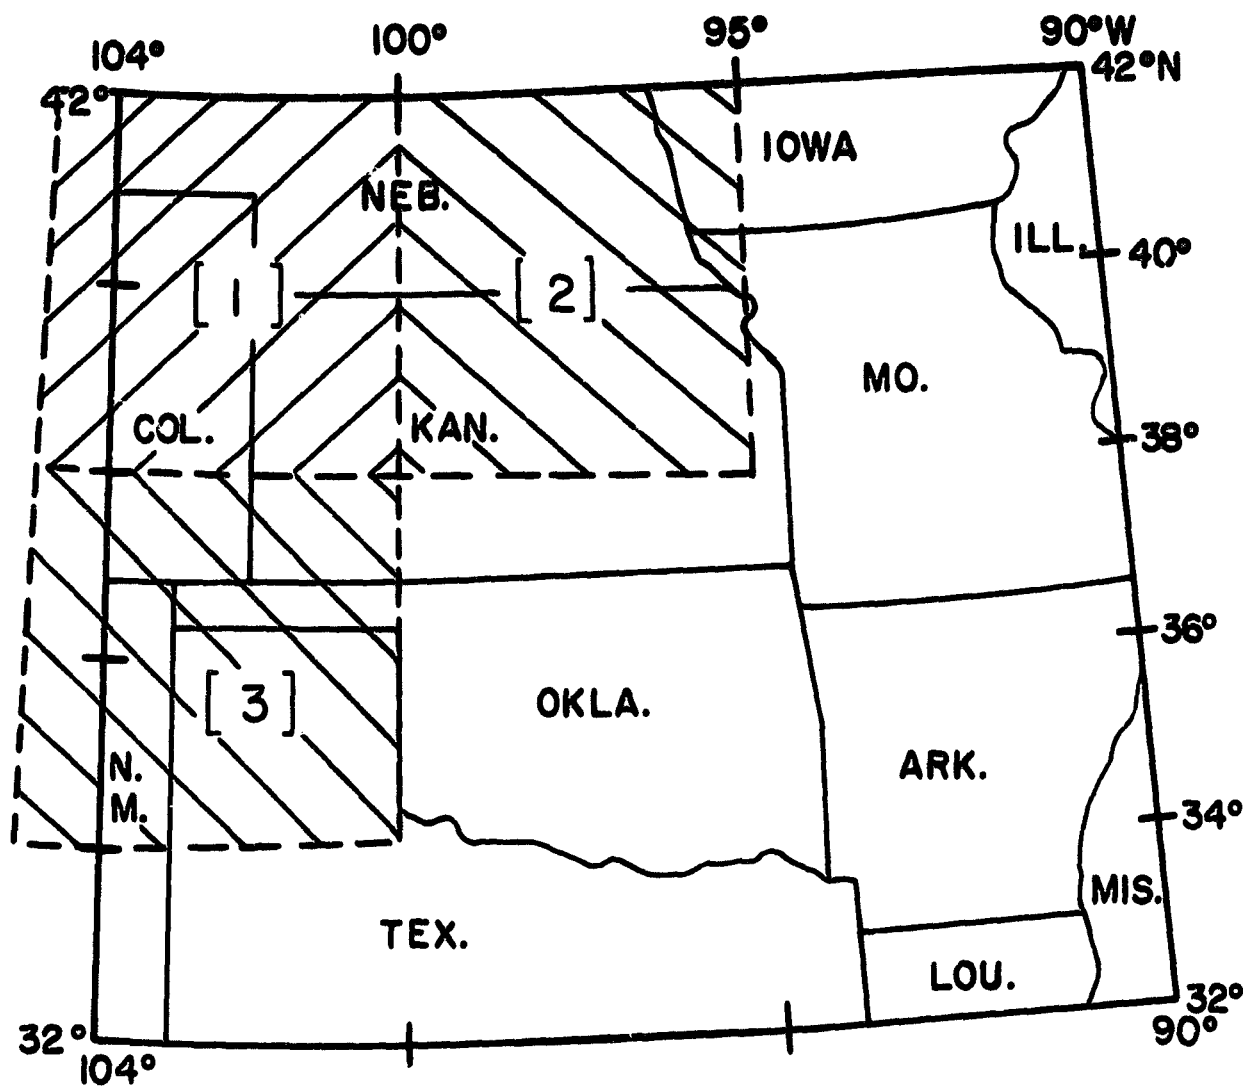 104° 100° 95° 90°W
42° 42°N
IOWA
NEB.
ILL. 40°
[1] [2]
MO.
COL. KAN. 38°
36°
[3] OKLA.
N.
M. ARK.
34°
MIS.
TEX.
LOU.
32° 32°
104° 90°